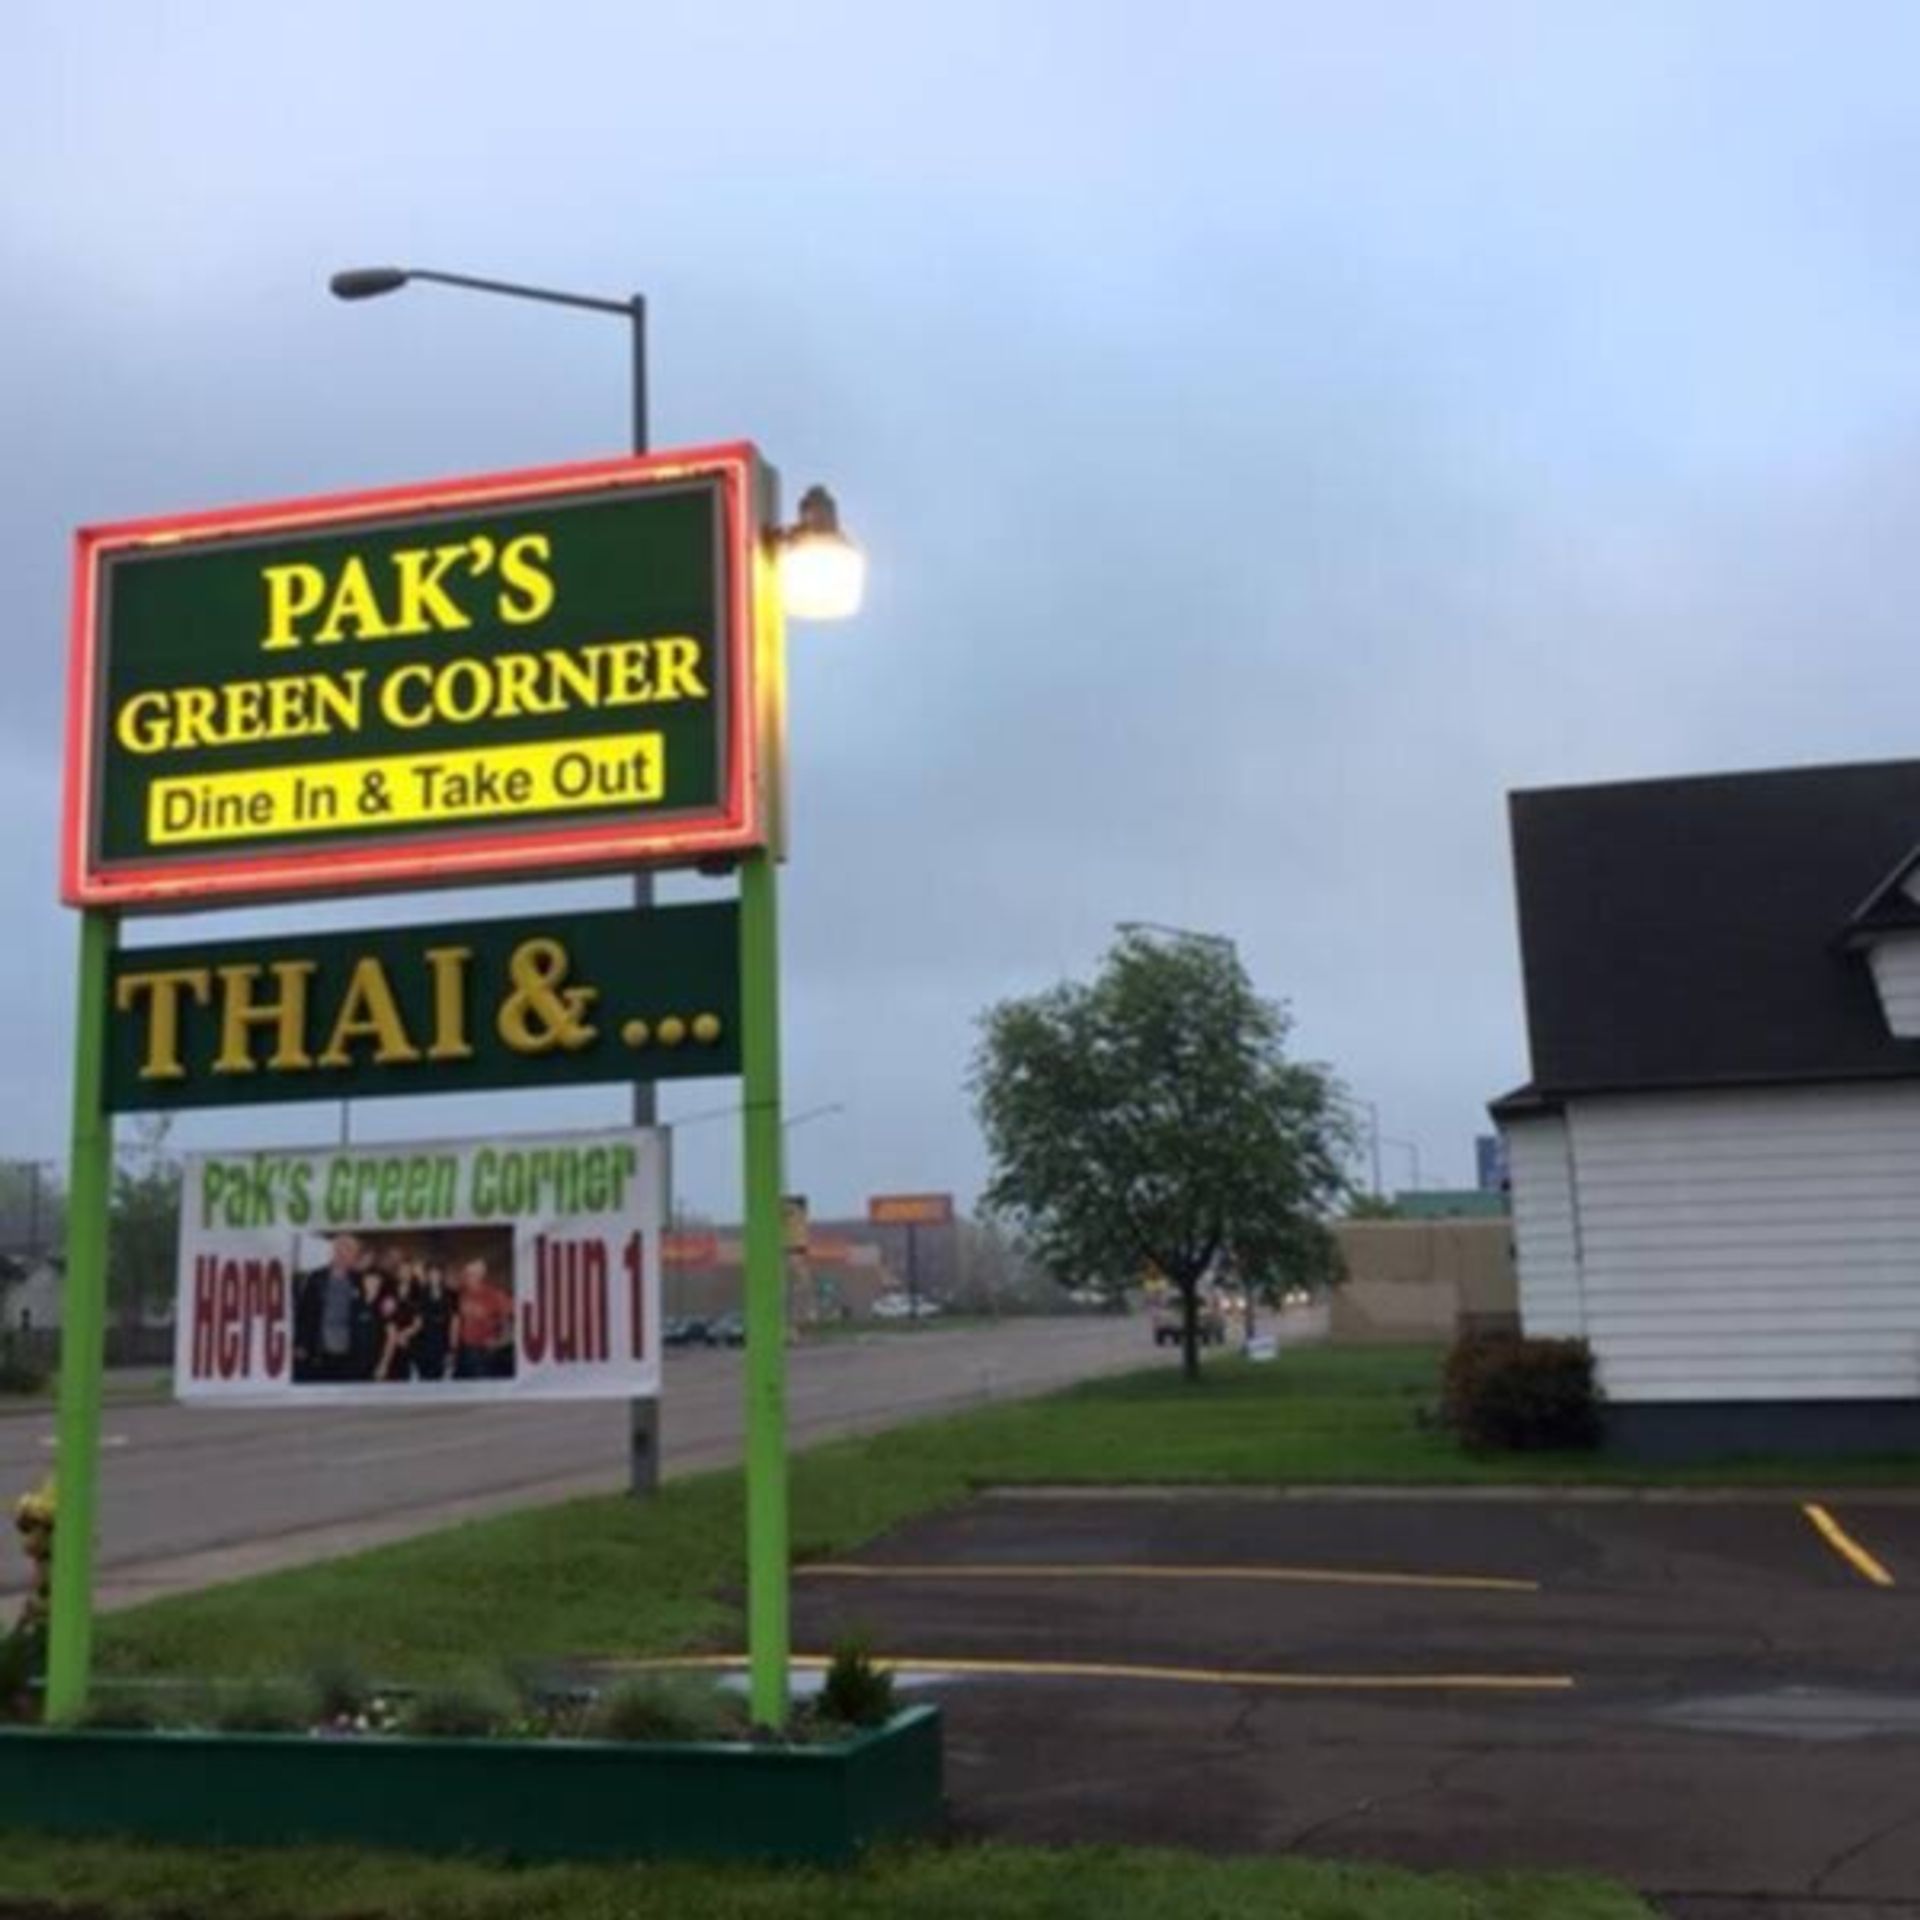 PAK'S
GREEN CORNER
Dine In & Take Out
THAI & ...
Pak's Green Corner
Here Jun 1